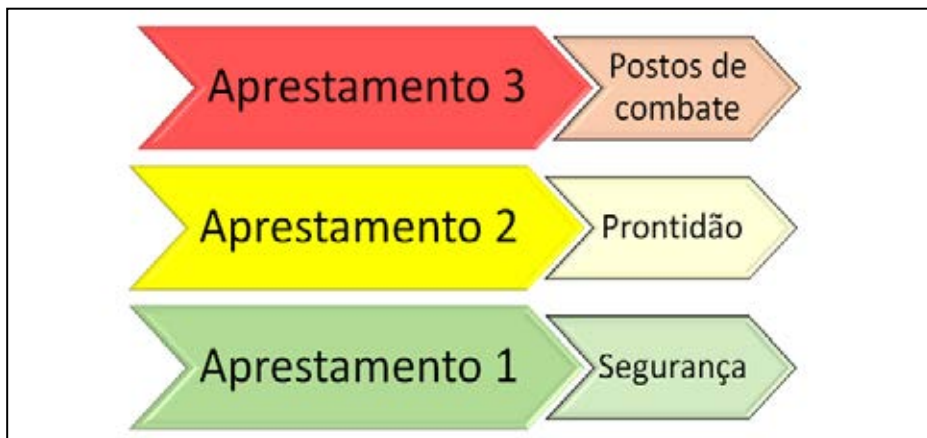 Aprestamento 3
Postos de
combate
Aprestamento 2
Prontidão
Aprestamento 1
Segurança